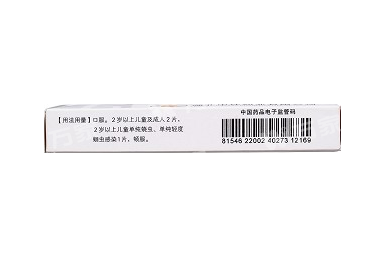 【用法用量】口服。2岁以上儿童及成人2片,
2岁以上儿童单纯蛲虫、单纯轻度
蛔虫感染1片, 顿服。
中国药品电子监管码
81546 22002 40273 12169